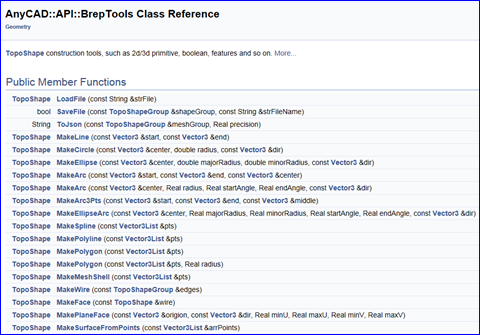 AnyCAD::API::BrepTools Class Reference
Geometry
TopoShape construction tools, such as 2d/3d primitive, boolean, features and so on. More...
Public Member Functions
TopoShape LoadFile (const String &strFile)
bool SaveFile (const TopoShapeGroup &shapeGroup, const String &strFileName)
String ToJson (const TopoShapeGroup &meshGroup, Real precision)
TopoShape MakeLine (const Vector3 &start, const Vector3 &end)
TopoShape MakeCircle (const Vector3 &center, double radius, const Vector3 &dir)
TopoShape MakeEllipse (const Vector3 &center, double majorRadius, double minorRadius, const Vector3 &dir)
TopoShape MakeArc (const Vector3 &start, const Vector3 &end, const Vector3 &center)
TopoShape MakeArc (const Vector3 &center, Real radius, Real startAngle, Real endAngle, const Vector3 &dir)
TopoShape MakeArc3Pts (const Vector3 &start, const Vector3 &end, const Vector3 &middle)
TopoShape MakeEllipseArc (const Vector3 &center, Real majorRadius, Real minorRadius, Real startAngle, Real endAngle, const Vector3 &dir)
TopoShape MakeSpline (const Vector3List &pts)
TopoShape MakePolyline (const Vector3List &pts)
TopoShape MakePolygon (const Vector3List &pts)
TopoShape MakePolygon (const Vector3List &pts, Real radius)
TopoShape MakeMeshShell (const Vector3List &pts)
TopoShape MakeWire (const TopoShapeGroup &edges)
TopoShape MakeFace (const TopoShape &wire)
TopoShape MakePlaneFace (const Vector3 &origion, const Vector3 &dir, Real minU, Real maxU, Real minV, Real maxV)
TopoShape MakeSurfaceFromPoints (const Vector3List &arrPoints)